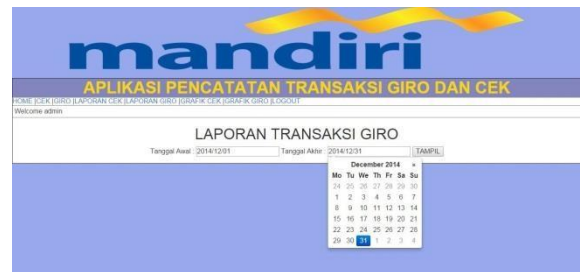 mandiri
APLIKASI PENCATATAN TRANSAKSI GIRO DAN CEK
HOME |CEK |GIRO |LAPORAN CEK |LAPORAN GIRO |GRAFIK CEK |GRAFIK GIRO |LOGOUT
Welcome admin
LAPORAN TRANSAKSI GIRO
Tanggal Awal : 2014/12/01 Tanggal Akhir : 2014/12/31 TAMPIL
December 2014 »
Mo Tu We Th Fr Sa Su
24 25 26 27 28 29 30
1 2 3 4 5 6 7
8 9 10 11 12 13 14
15 16 17 18 19 20 21
22 23 24 25 26 27 28
29 30 31 1 2 3 4